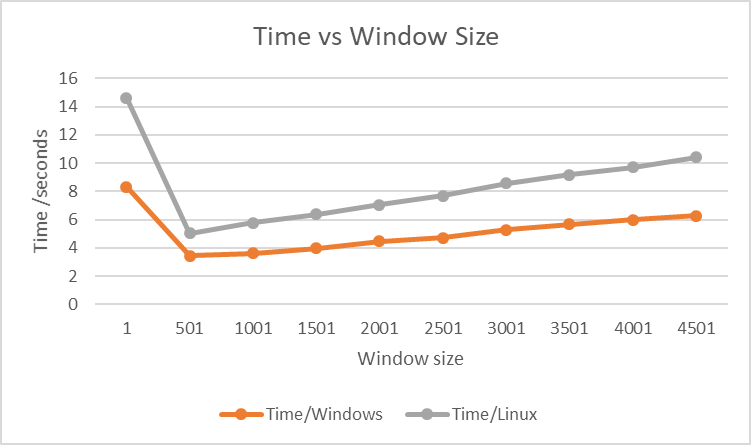 Time vs Window Size
Time /seconds
16
14
12
10
8
6
4
2
0
1 501 1001 1501 2001 2501 3001 3501 4001 4501
Window size
Time/Windows Time/Linux